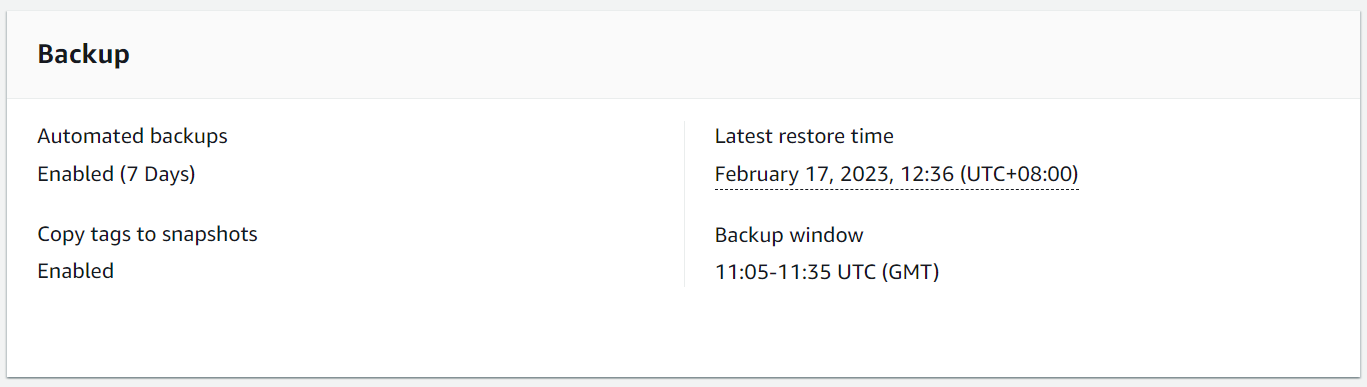 Backup
Automated backups
Enabled (7 Days)
Copy tags to snapshots
Enabled
Latest restore time
February 17, 2023, 12:36 (UTC+08:00)
Backup window
11:05-11:35 UTC (GMT)